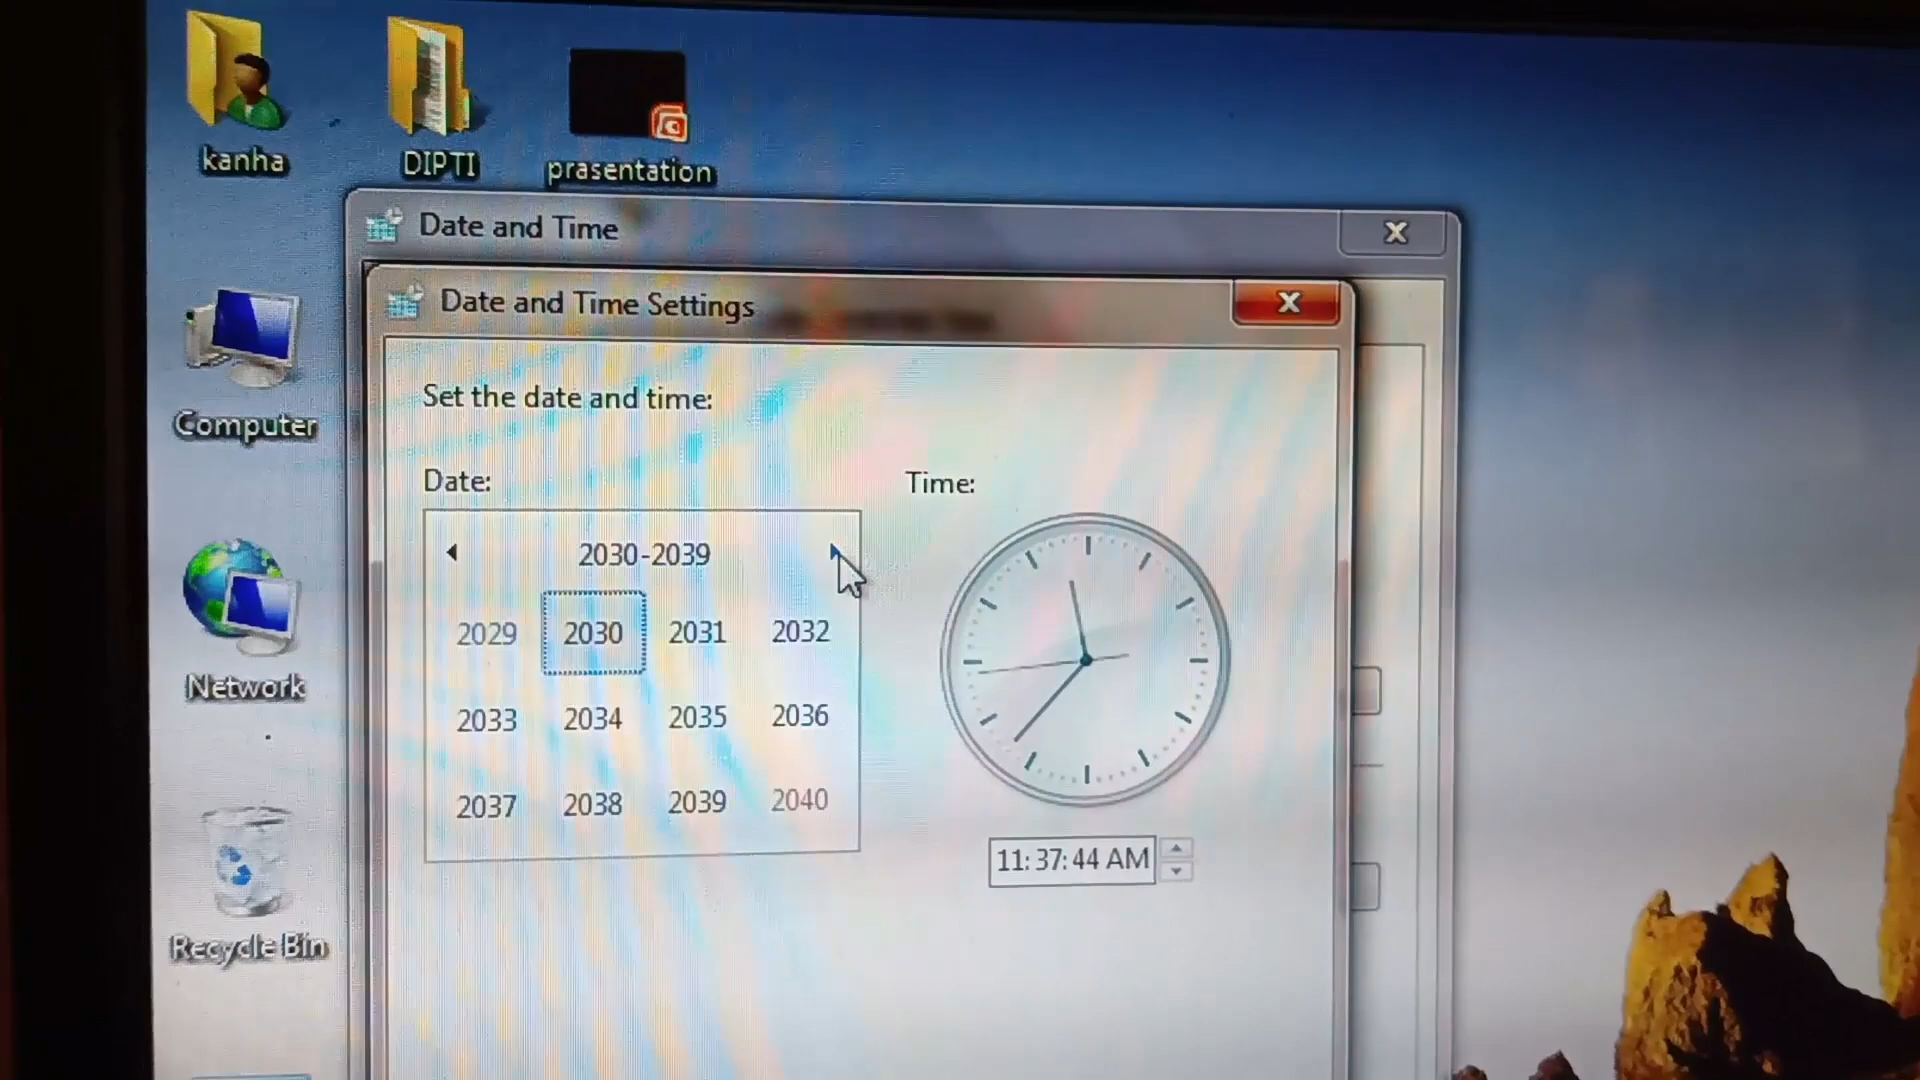 kanha
DIPTI
prasentation
Date and Time
Date and Time Settings
Computer
Set the date and time:
Date:
Time:
2030-2039
2029 2030 2031 2032
Network
2033 2034 2035 2036
2037 2038 2039 2040
11:37:44 AM
Recycle Bin